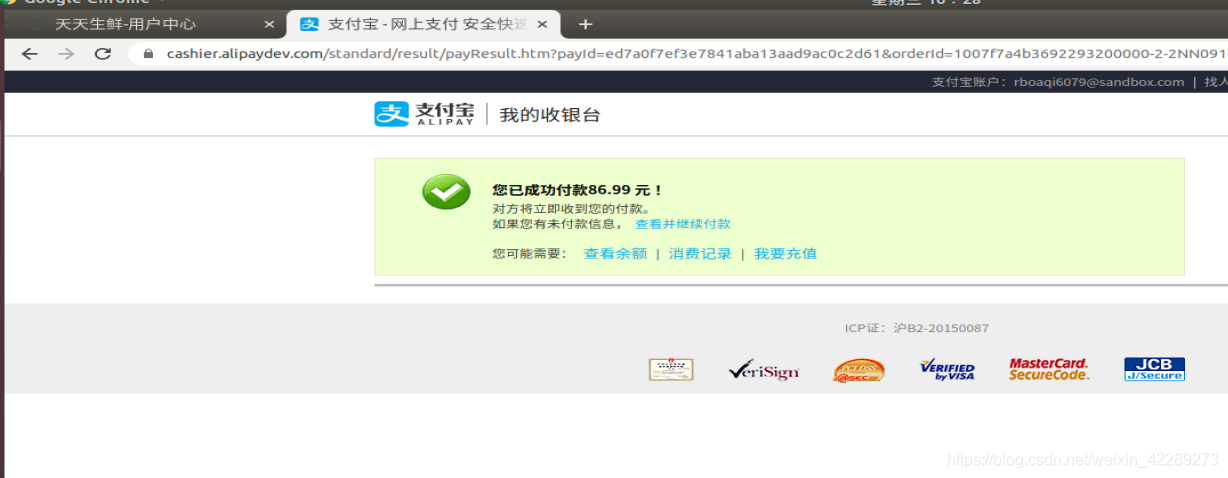 Google Chrome
星期三 16:28
天天生鲜-用户中心
支付宝 - 网上支付 安全快速
cashier.alipaydev.com/standard/result/payResult.htm?payId=ed7a0f7ef3e7841aba13aad9ac0c2d61&orderId=1007f7a4b3692293200000-2-2NN091
支付宝账户：rboaqi6079@sandbox.com | 找人
支付宝 我的收银台
ALIPAY
您已成功付款86.99 元！
对方将立即收到您的付款。
如果您有未付款信息， 查看并继续付款
您可能需要： 查看余额 | 消费记录 | 我要充值
ICP证：沪B2-20150087
VeriSign
VERIFIED
by VISA
MasterCard.
SecureCode.
JCB
J/Secure
https://blog.csdn.net/weixin_42289273